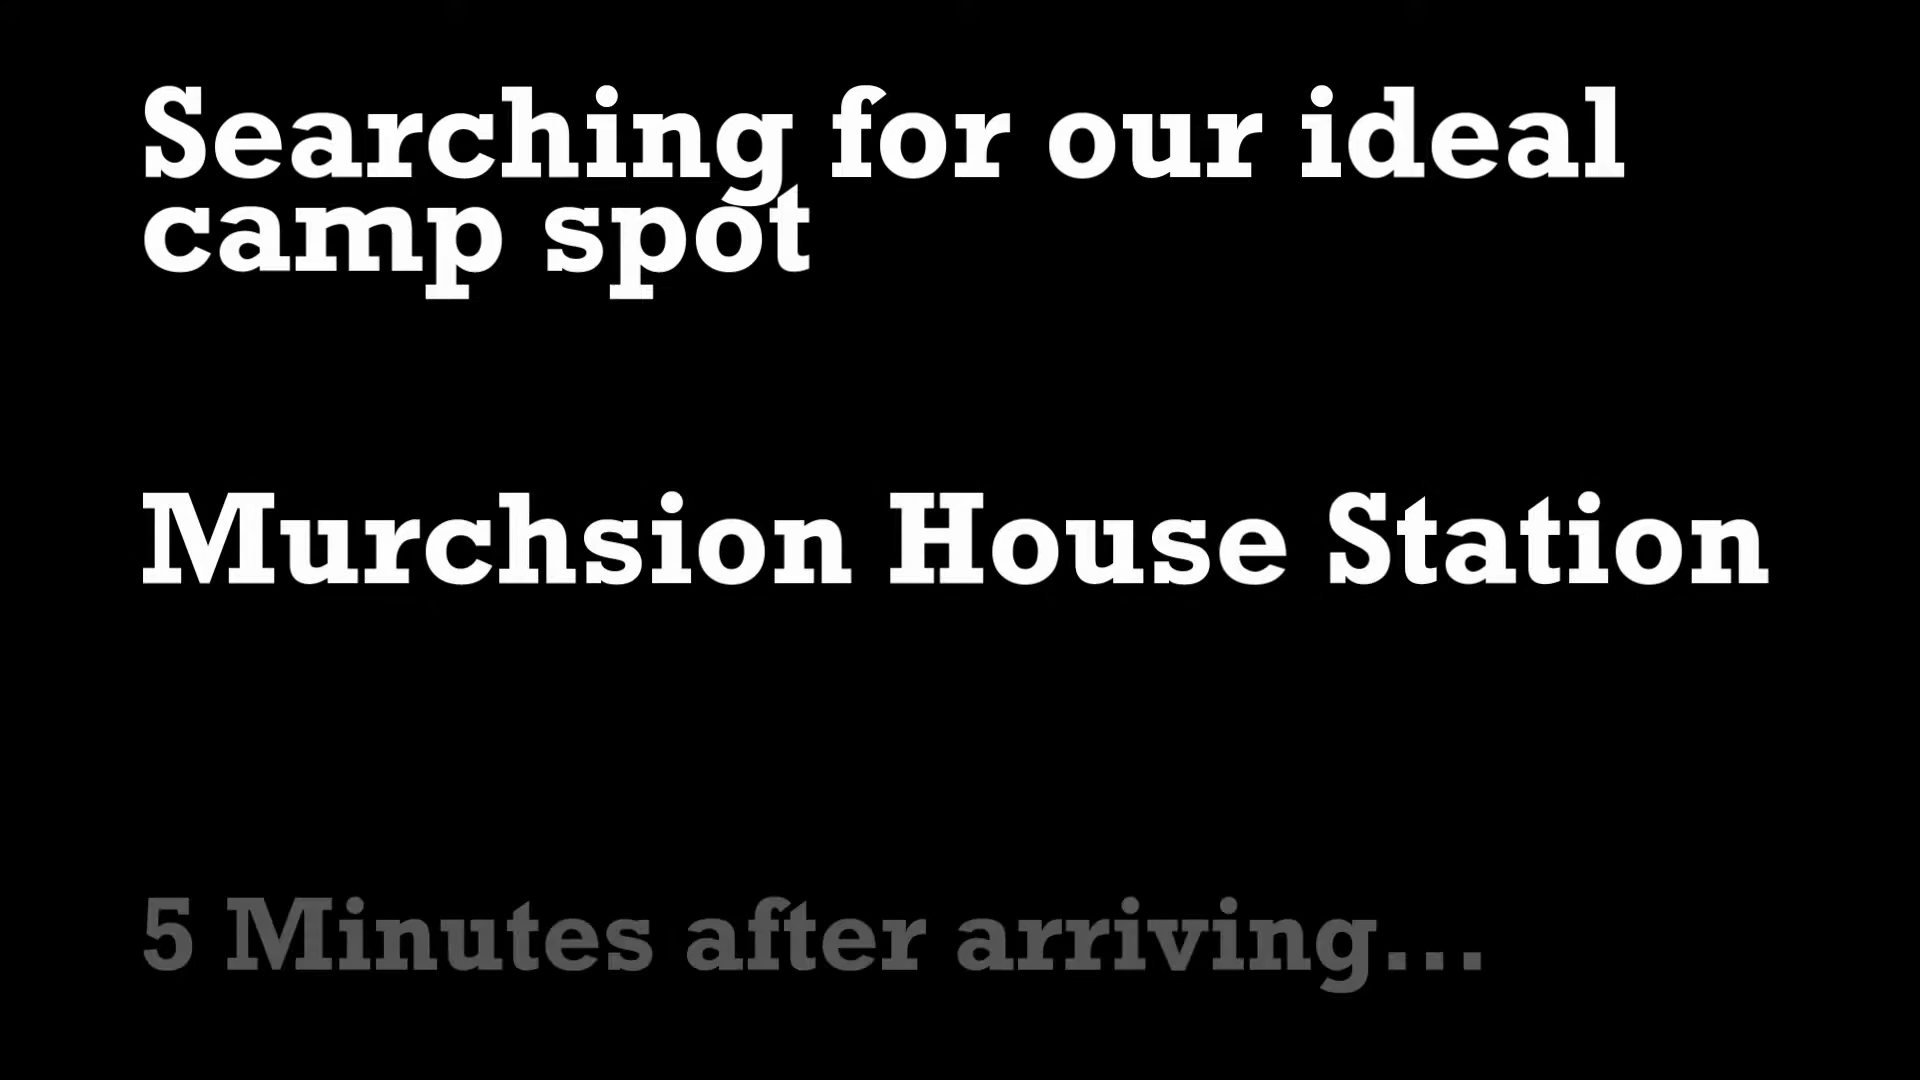 Searching for our ideal
camp spot
Murchsion House Station
5 Minutes after arriving...